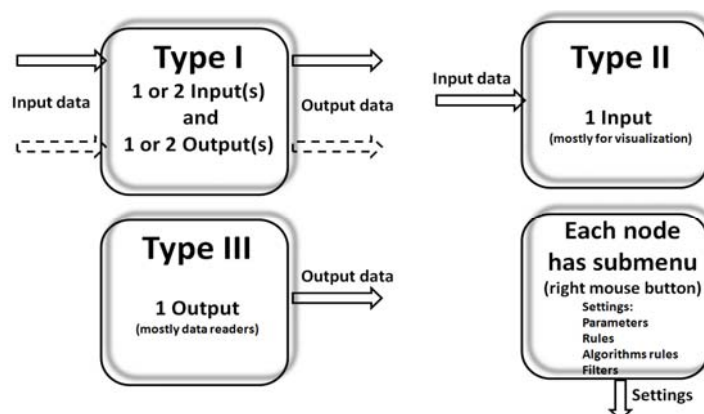 Type I
1 or 2 Input(s)
and
1 or 2 Output(s)
Input data
Output data
Type II
1 Input
(mostly for visualization)
Input data
Type III
1 Output
(mostly data readers)
Output data
Each node
has submenu
(right mouse button)
Settings:
Parameters
Rules
Algorithms rules
Filters
Settings